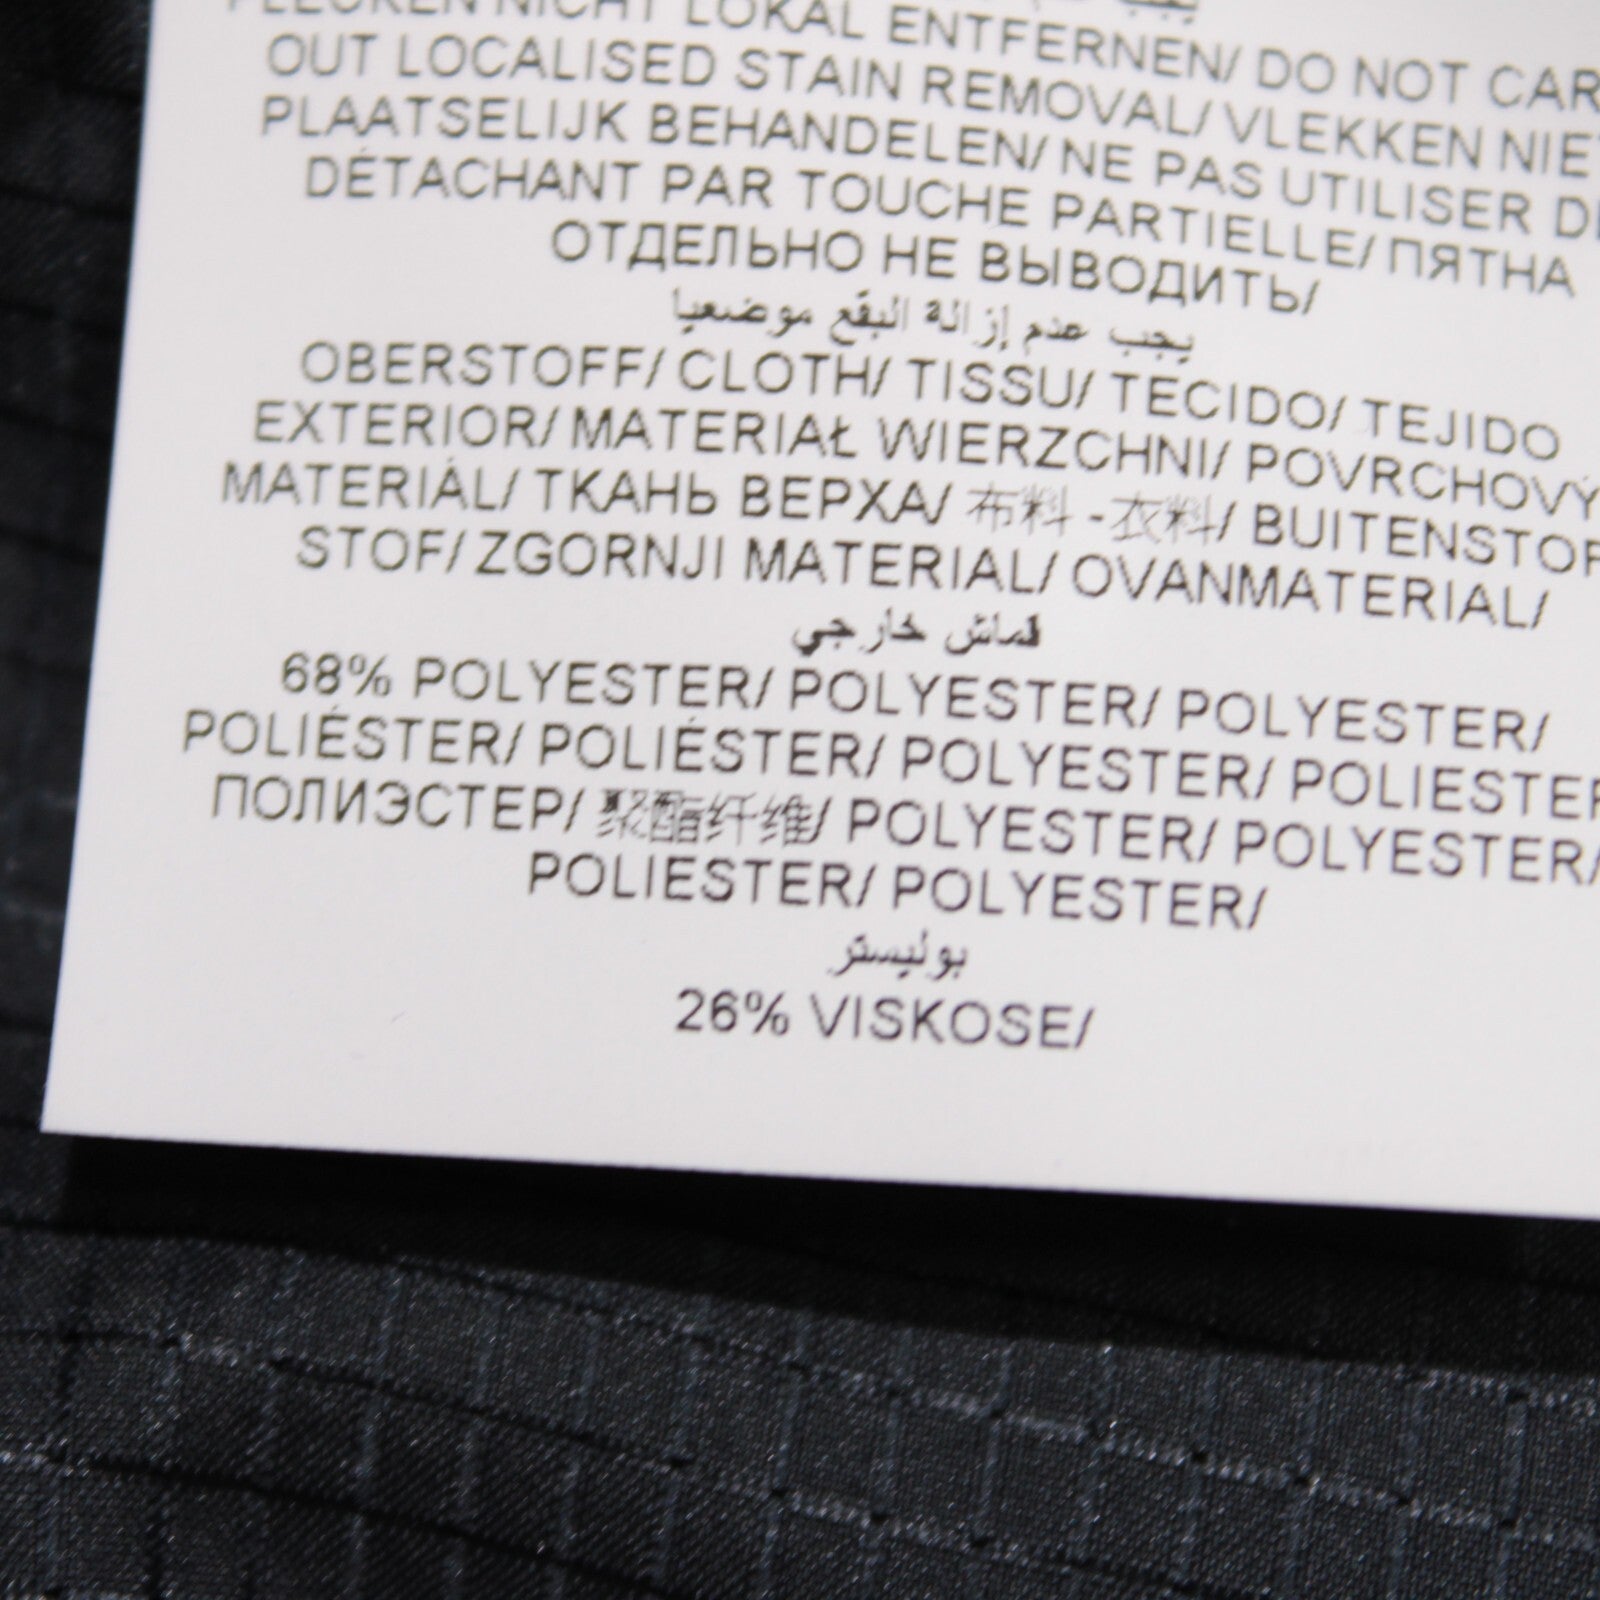 FLECKEN NICHT LOKAL ENTFERNEN/ DO NOT CAR
OUT LOCALISED STAIN REMOVAL/ VLEKKEN NIET
PLAATSELIJK BEHANDELEN/ NE PAS UTILISER DE
DÉTACHANT PAR TOUCHE PARTIELLE/ ПЯТНА
ОТДЕЛЬНО НЕ ВЫВОДИТЬ/
يجب عدم إزالة البقع موضعيا
OBERSTOFF/ CLOTH/ TISSU/ TECIDO/ TEJIDO
EXTERIOR/ MATERIAŁ WIERZCHNI/ POVRCHOVÝ
MATERIÁL/ ТКАНЬ ВЕРХА/ 布料 - 衣料/ BUITENSTOF
STOF/ ZGORNJI MATERIAL/ OVANMATERIAL/
قماش خارجي
68% POLYESTER/ POLYESTER/ POLYESTER/
POLIÉSTER/ POLIÉSTER/ POLYESTER/ POLIESTER
ПОЛИЭСТЕР/ 聚酯纤维/ POLYESTER/ POLYESTER/
POLIESTER/ POLYESTER/
بوليستر
26% VISKOSE/